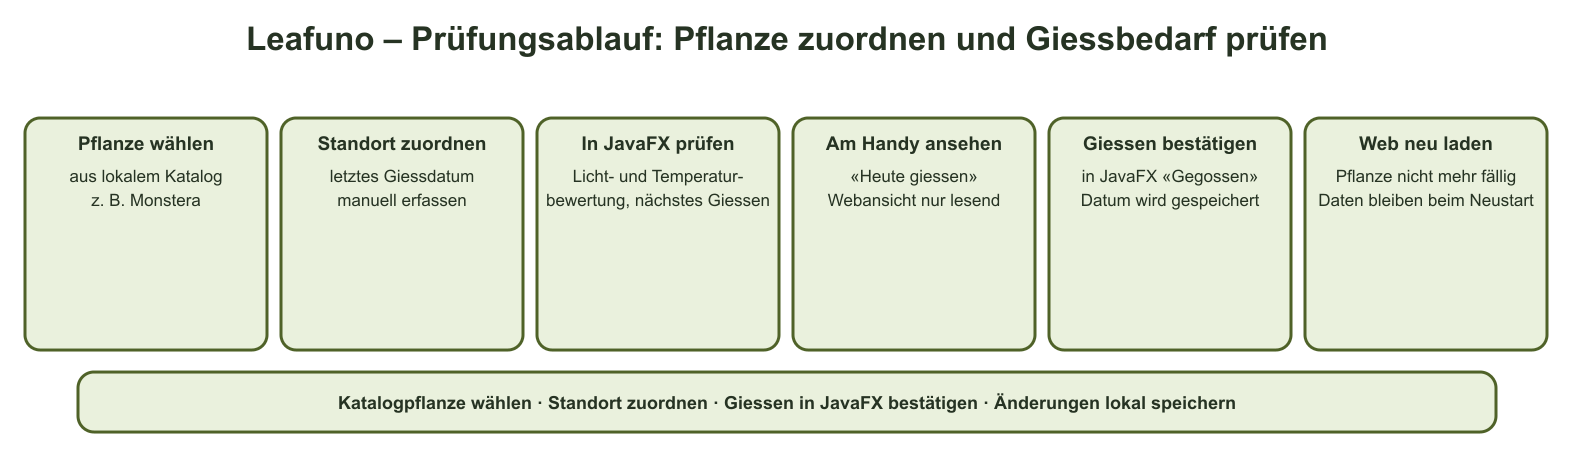 Leafuno – Prüfungsablauf: Pflanze zuordnen und Giessbedarf prüfen
Pflanze wählen
aus lokalem Katalog
z. B. Monstera
Standort zuordnen
letztes Giessdatum
manuell erfassen
In JavaFX prüfen
Licht- und Temperatur-
bewertung, nächstes Giessen
Am Handy ansehen
«Heute giessen»
Webansicht nur lesend
Giessen bestätigen
in JavaFX «Gegossen»
Datum wird gespeichert
Web neu laden
Pflanze nicht mehr fällig
Daten bleiben beim Neustart
Katalogpflanze wählen · Standort zuordnen · Giessen in JavaFX bestätigen · Änderungen lokal speichern